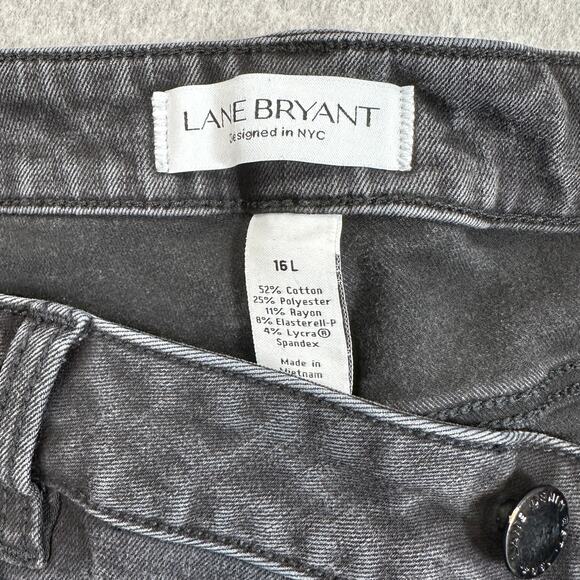 LANE BRYANT
Designed in NYC
16 L
52% Cotton
25% Polyester
11% Rayon
8% Elasterell-P
4% Lycra®
Spandex
Made in
Vietnam